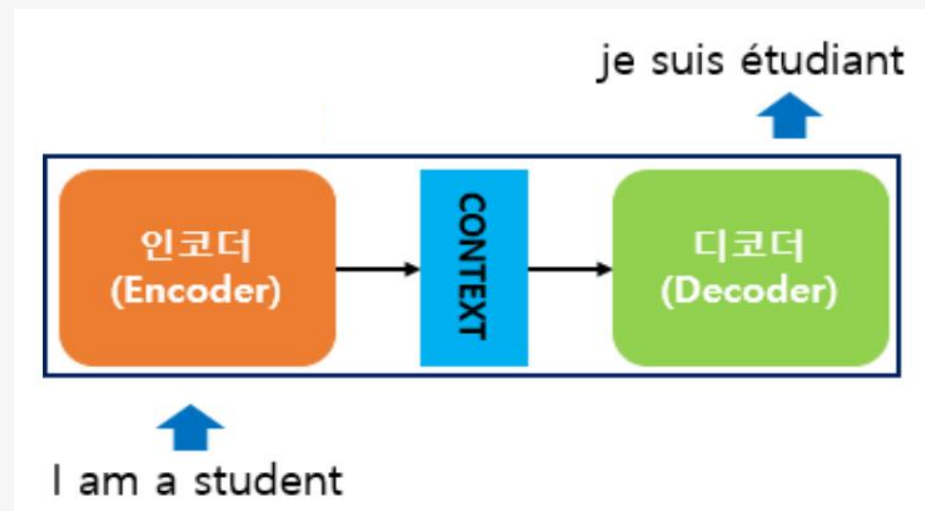 je suis étudiant
인코더
(Encoder)
CONTEXT
디코더
(Decoder)
I am a student